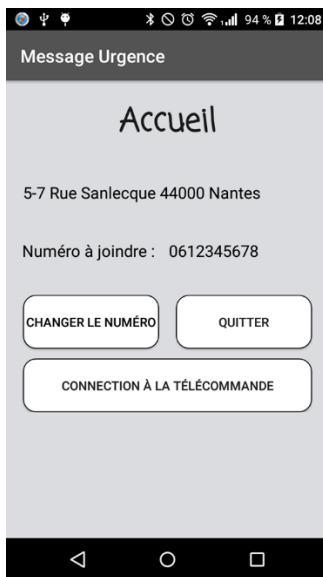 94 % 12:08
Message Urgence
Accueil
5-7 Rue Sanlecque 44000 Nantes
Numéro à joindre : 0612345678
CHANGER LE NUMÉRO QUITTER
CONNECTION À LA TÉLÉCOMMANDE